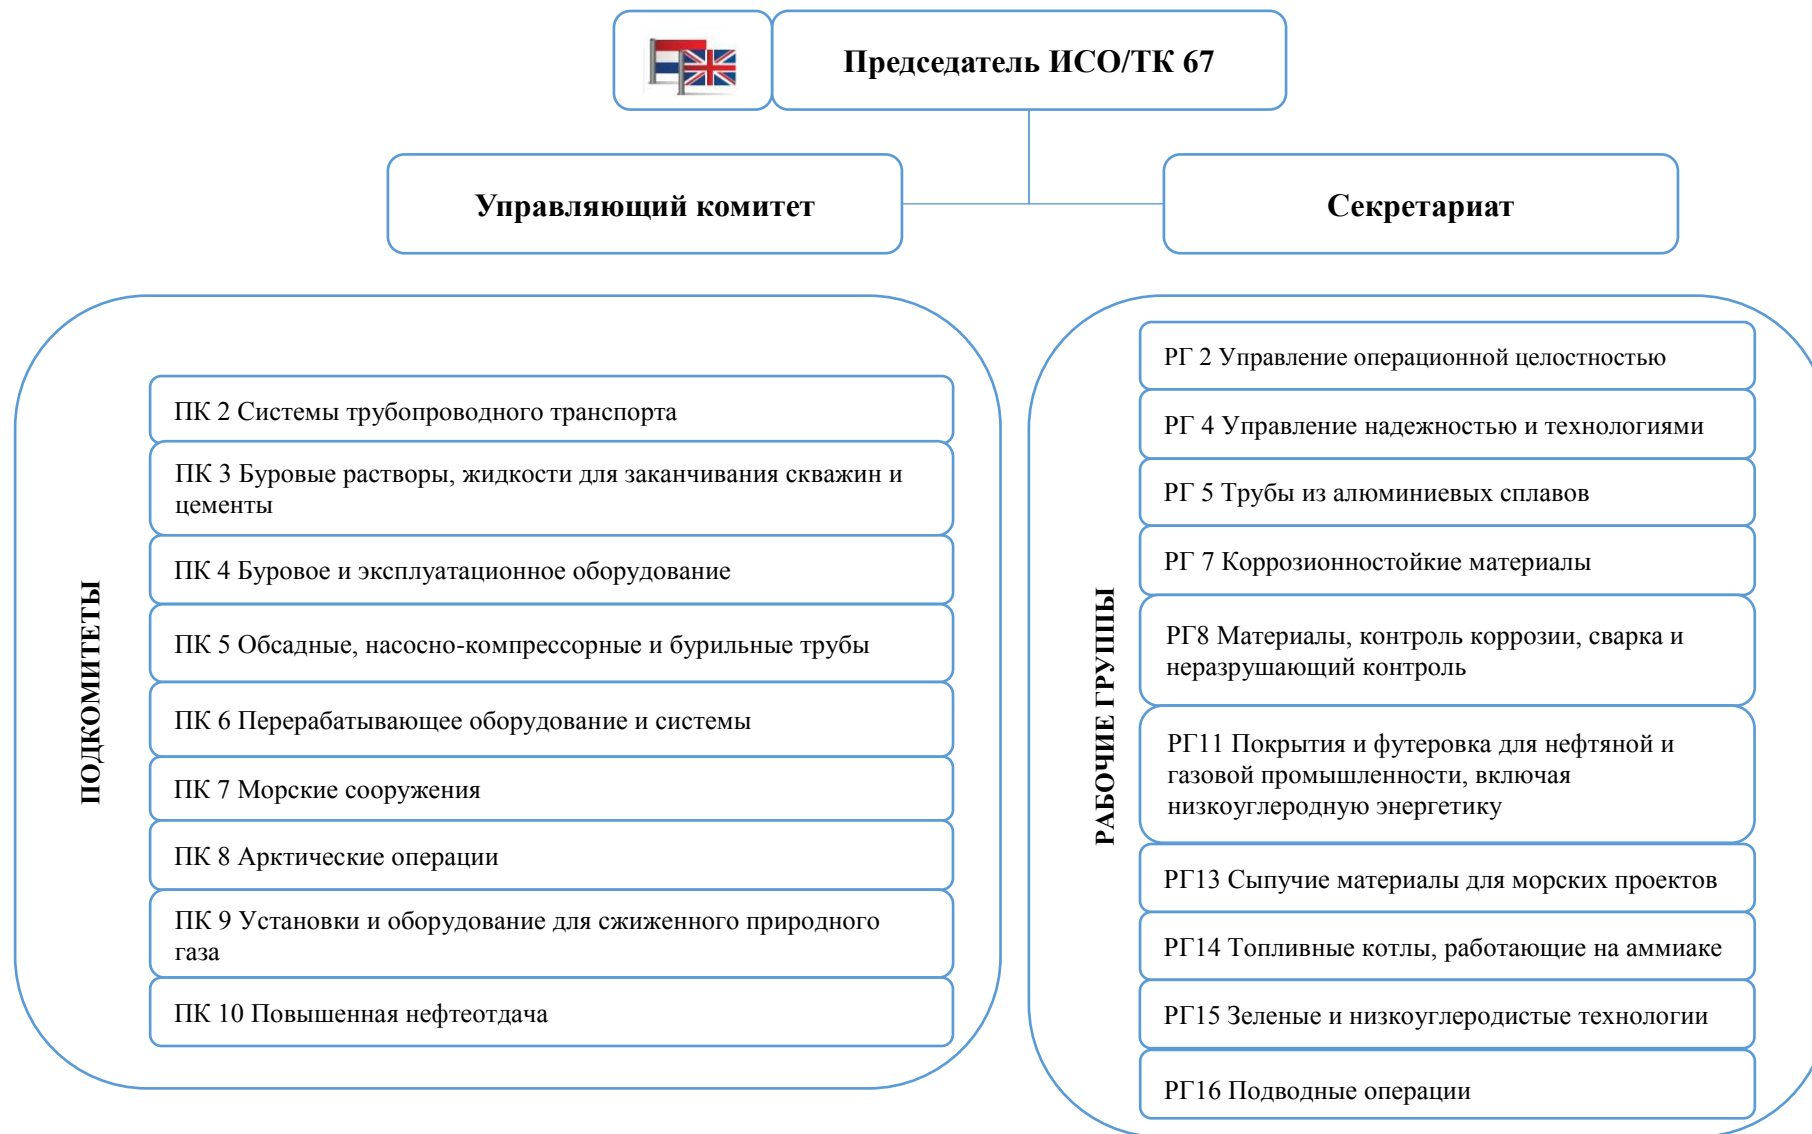 Председатель ИСО/ТК 67
Управляющий комитет
Секретариат
ПОДКОМИТЕТЫ
ПК 2 Системы трубопроводного транспорта
ПК 3 Буровые растворы, жидкости для заканчивания скважин и
цементы
ПК 4 Буровое и эксплуатационное оборудование
ПК 5 Обсадные, насосно-компрессорные и бурильные трубы
ПК 6 Перерабатывающее оборудование и системы
ПК 7 Морские сооружения
ПК 8 Арктические операции
ПК 9 Установки и оборудование для сжиженного природного
газа
ПК 10 Повышенная нефтеотдача
РАБОЧИЕ ГРУППЫ
РГ 2 Управление операционной целостностью
РГ 4 Управление надежностью и технологиями
РГ 5 Трубы из алюминиевых сплавов
РГ 7 Коррозионностойкие материалы
РГ8 Материалы, контроль коррозии, сварка и
неразрушающий контроль
РГ11 Покрытия и футеровка для нефтяной и
газовой промышленности, включая
низкоуглеродную энергетику
РГ13 Сыпучие материалы для морских проектов
РГ14 Топливные котлы, работающие на аммиаке
РГ15 Зеленые и низкоуглеродистые технологии
РГ16 Подводные операции